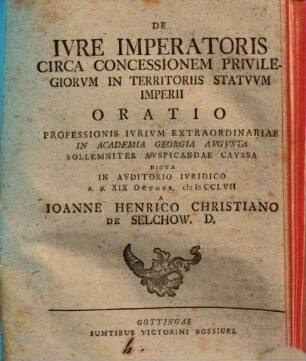 DE
IVRE IMPERATORIS
CIRCA CONCESSIONEM PRIVILE-
GIORVM IN TERRITORIIS STATVVM
IMPERII
ORATIO
PROFESSIONIS IVRIVM EXTRAORDINARIAE
IN ACADEMIA GEORGIA AVGVSTA
SOLLEMNITER AVSPICANDAE CAVSSA
DICTA
IN AVDITORIO IVRIDICO
A. D. XIX OCTOBR. cIɔ Iɔ CCLVII
A
IOANNE HENRICO CHRISTIANO
DE SELCHOW. D.
GOTTINGAE
SUMTIBUS VICTORINI BOSSIGEL.